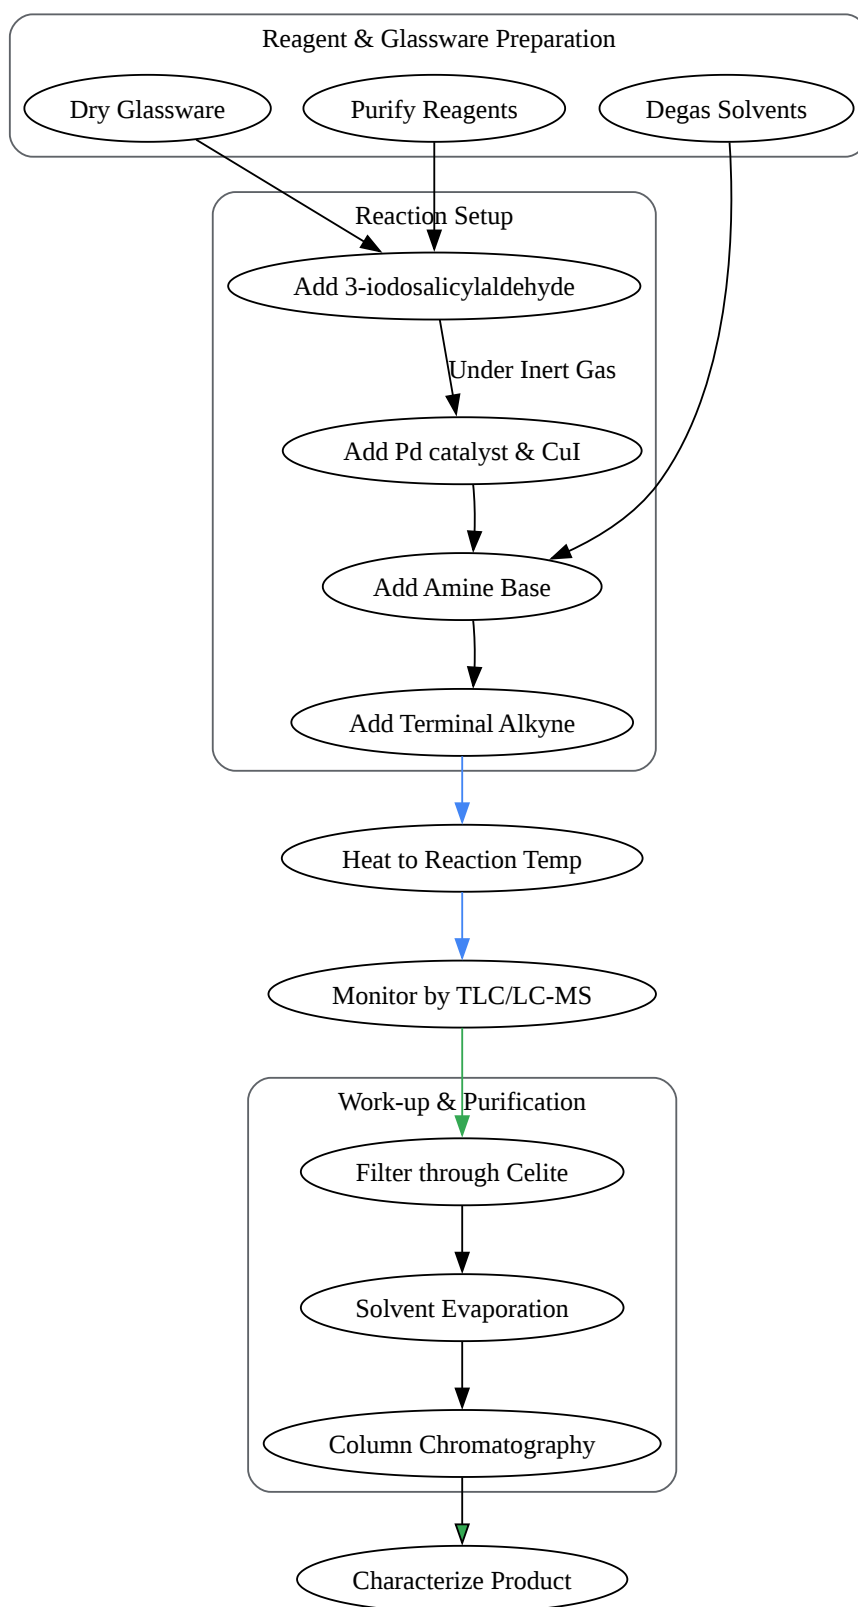 Reagent & Glassware Preparation
Dry Glassware
Purify Reagents
Degas Solvents
Reaction Setup
Add 3-iodosalicylaldehyde
Under Inert Gas
Add Pd catalyst & CuI
Add Amine Base
Add Terminal Alkyne
Heat to Reaction Temp
Monitor by TLC/LC-MS
Work-up & Purification
Filter through Celite
Solvent Evaporation
Column Chromatography
Characterize Product